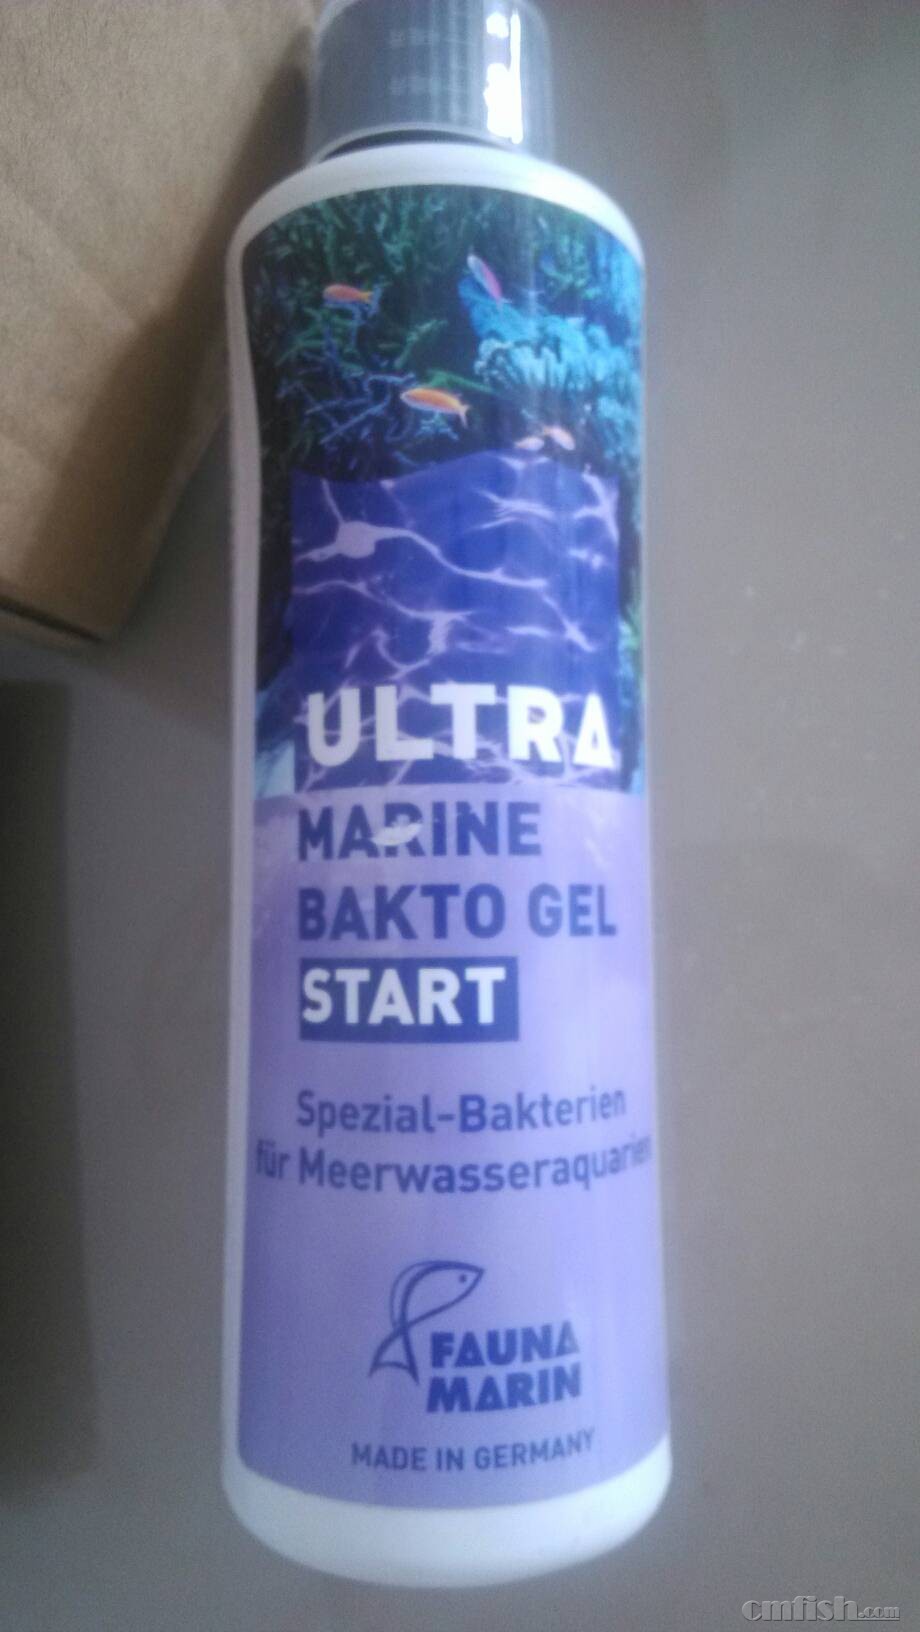 ULTRA
MARINE
BAKTO GEL
START
Spezial-Bakterien
für Meerwasseraquarien
FAUNA
MARIN
MADE IN GERMANY
cmfish.com